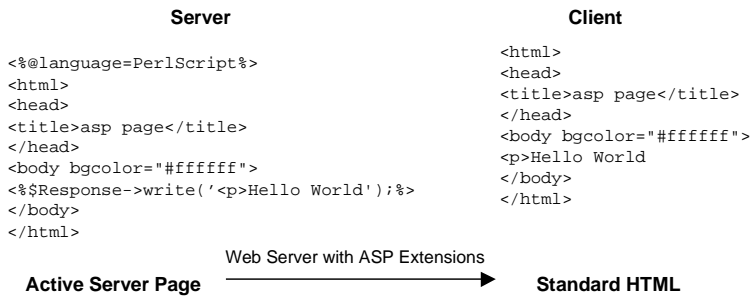 Server
<%@language=PerlScript%>
<html>
<head>
<title>asp page</title>
</head>
<body bgcolor="#ffffff">
<%$Response->write('<p>Hello World');%>
</body>
</html>
Client
<html>
<head>
<title>asp page</title>
</head>
<body bgcolor="#ffffff">
<p>Hello World
</body>
</html>
Web Server with ASP Extensions
Active Server Page
Standard HTML